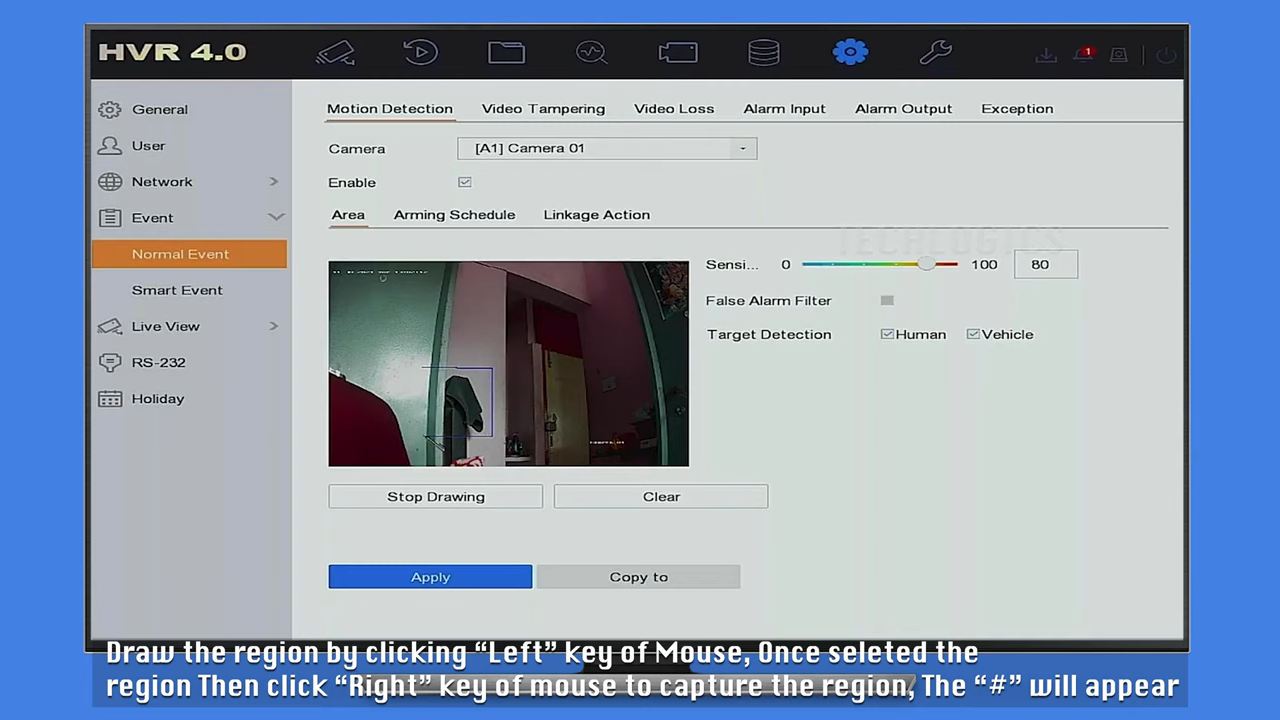 HVR 4.0
1
General
User
Network
Event
Normal Event
Smart Event
Live View
RS-232
Holiday
Motion Detection Video Tampering Video Loss Alarm Input Alarm Output Exception
Camera [A1] Camera 01
Enable
Area Arming Schedule Linkage Action
TECHLOGICS
Sensi... 0 100 80
False Alarm Filter
Target Detection Human Vehicle
Stop Drawing Clear
Apply Copy to
Draw the region by clicking “Left” key of Mouse, Once seleted the
region Then click “Right” key of mouse to capture the region, The “#” will appear